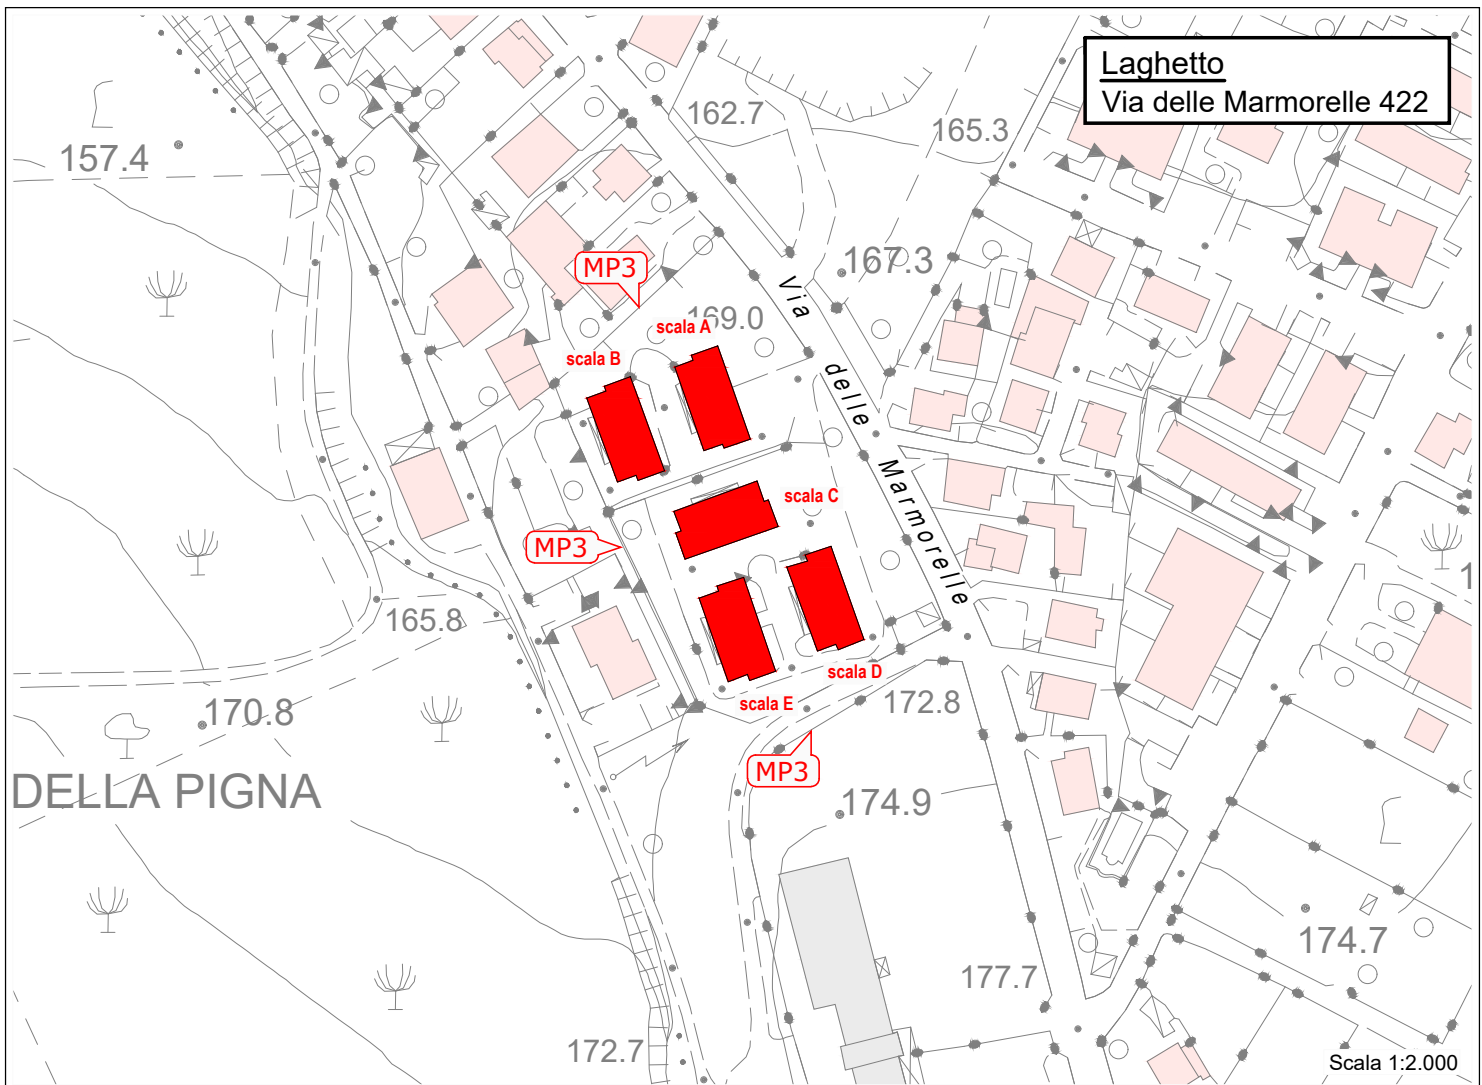 Laghetto
Via delle Marmorelle 422
162.7
165.3
157.4
167.3
MP3
Via
169.0
scala A
scala B
delle
Marmorelle
scala C
MP3
165.8
scala D
scala E
172.8
170.8
MP3
DELLA PIGNA
174.9
174.7
177.7
172.7
Scala 1:2.000